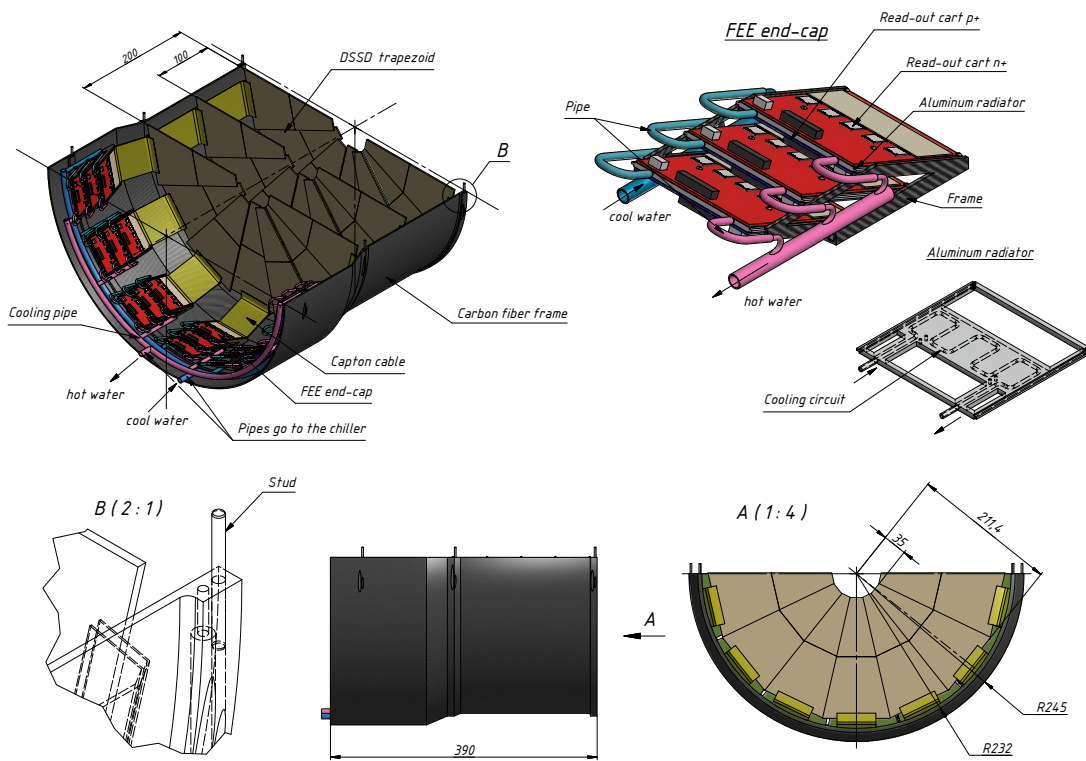 200
100
DSSD trapezoid
B
Cooling pipe
hot water
cool water
Carbon fiber frame
Capton cable
FEE end-cap
Pipes go to the chiller
FEE end-cap
Read-out cart p+
Read-out cart n+
Aluminum radiator
Pipe
cool water
Frame
hot water
Aluminum radiator
Cooling circuit
B ( 2 : 1 )
Stud
390
A
A ( 1 : 4 )
211,4
35
R245
R232